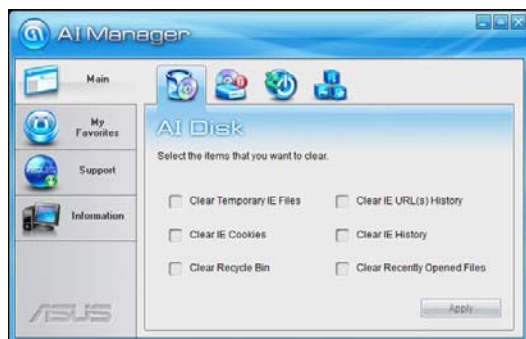 AI Manager
Main
My
Favorites
Support
Information
ASUS
AI Disk
Select the items that you want to clear.
Clear Temporary IE Files
Clear IE URL(s) History
Clear IE Cookies
Clear IE History
Clear Recycle Bin
Clear Recently Opened Files
Apply